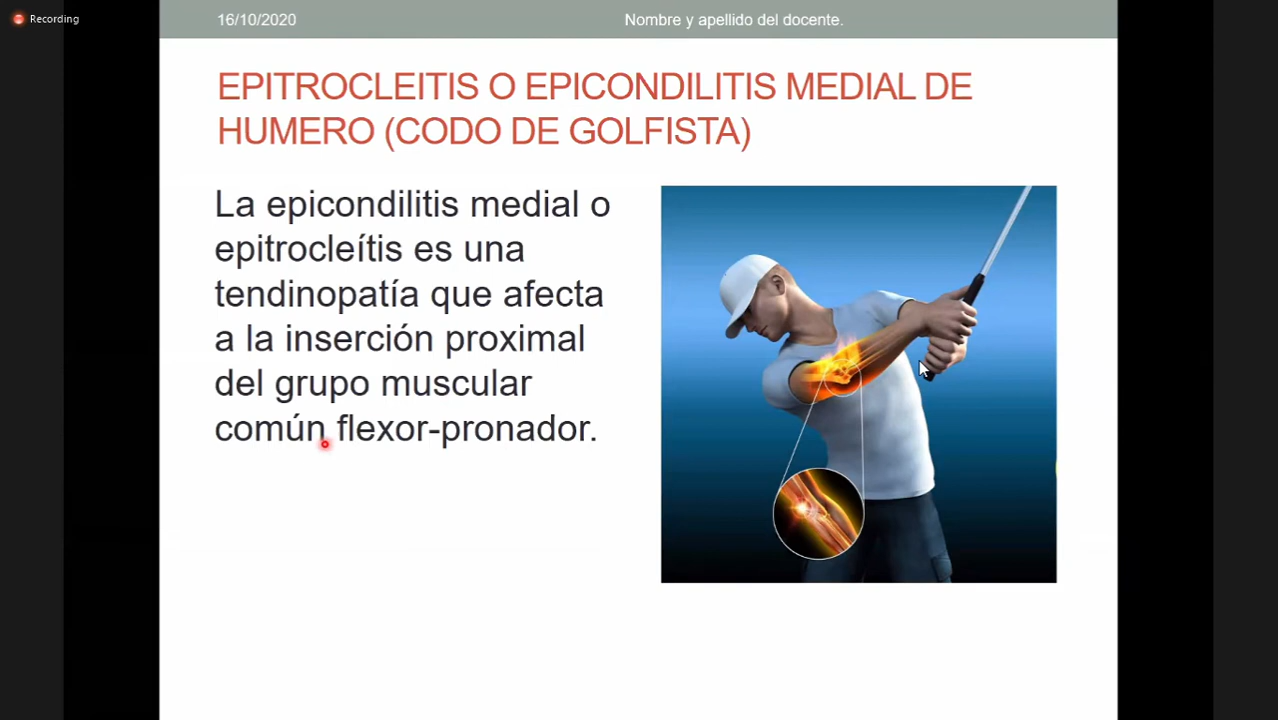 Recording
16/10/2020
Nombre y apellido del docente.
EPITROCLEITIS O EPICONDILITIS MEDIAL DE
HUMERO (CODO DE GOLFISTA)
La epicondilitis medial o
epitrocleítis es una
tendinopatía que afecta
a la inserción proximal
del grupo muscular
común flexor-pronador.